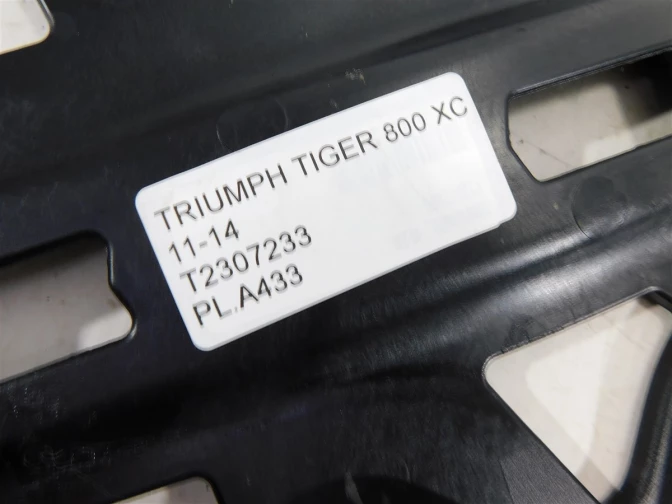 TRIUMPH TIGER 800 XC
11-14
T2307233
PL.A433